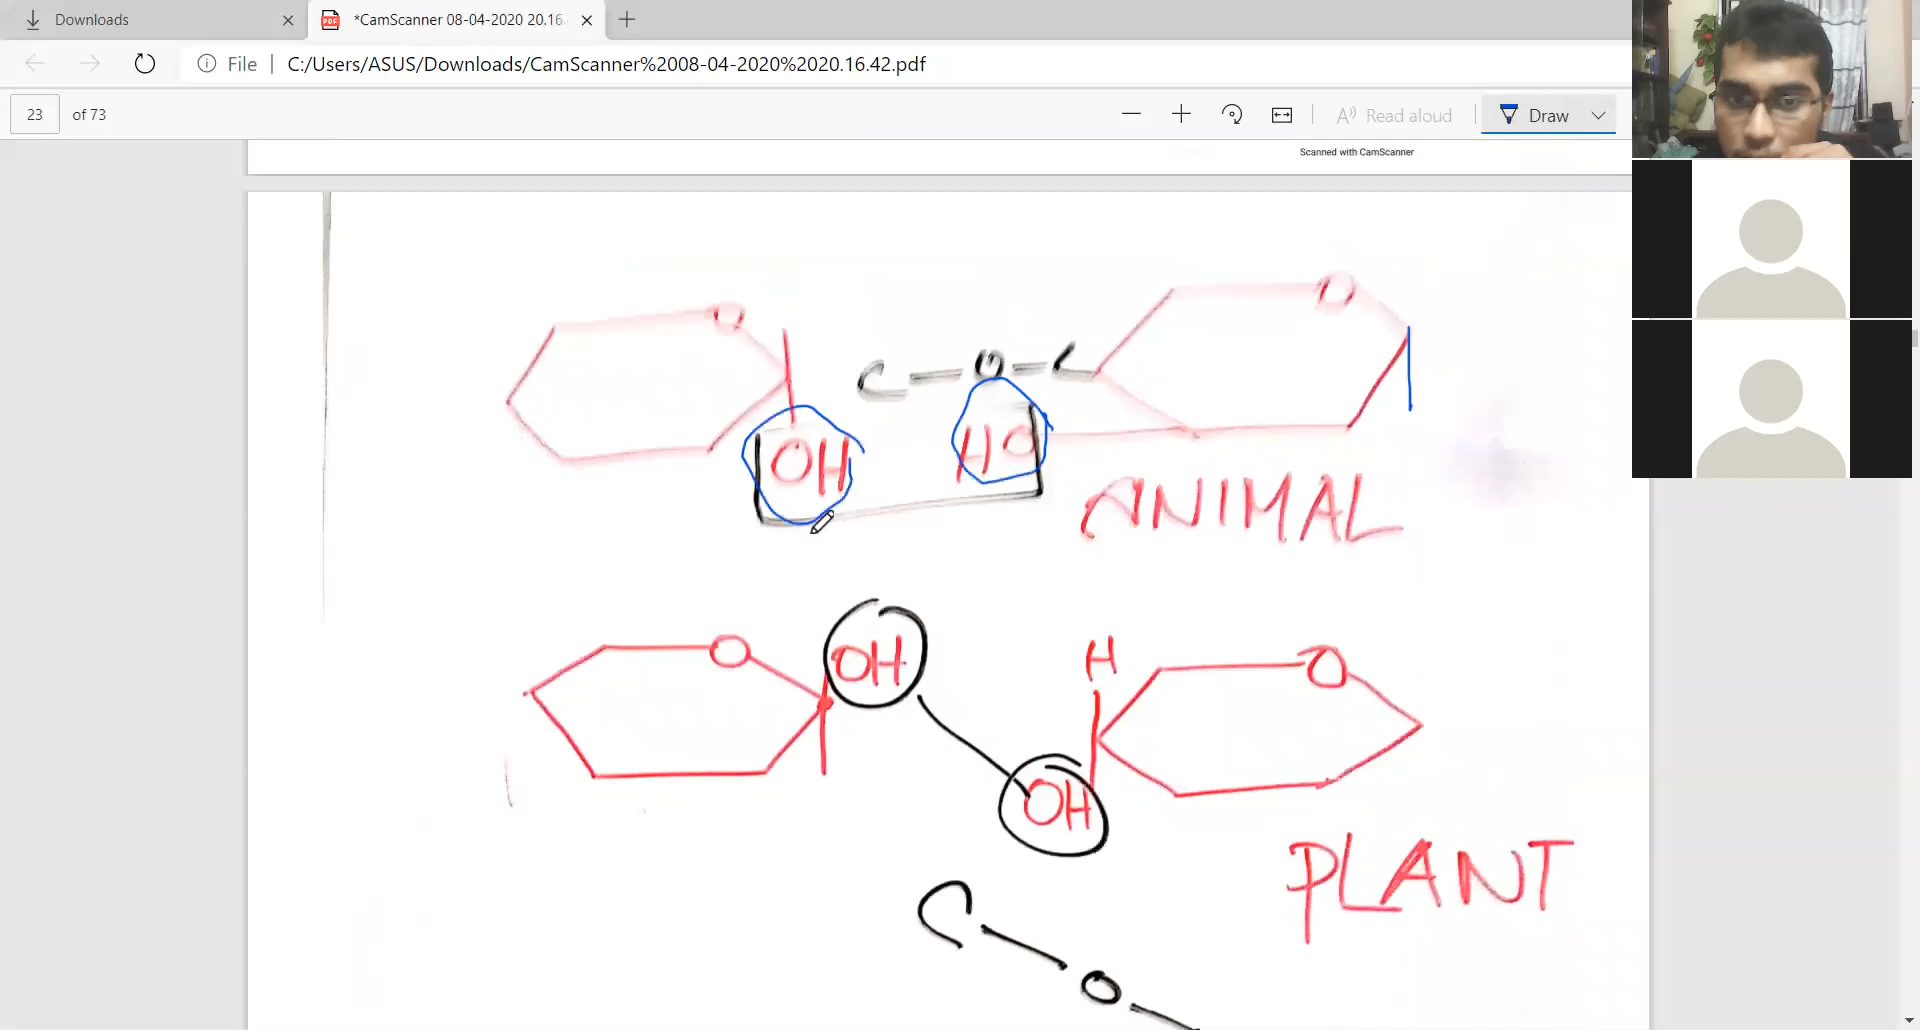 Downloads
*CamScanner 08-04-2020 20.16.
File
C:/Users/ASUS/Downloads/CamScanner%2008-04-2020%2020.16.42.pdf
23 of 73
Read aloud
Draw
Scanned with CamScanner
O
O
C — O — C
OH
HO
ANIMAL
O
OH
H
O
OH
PLANT
C — O —